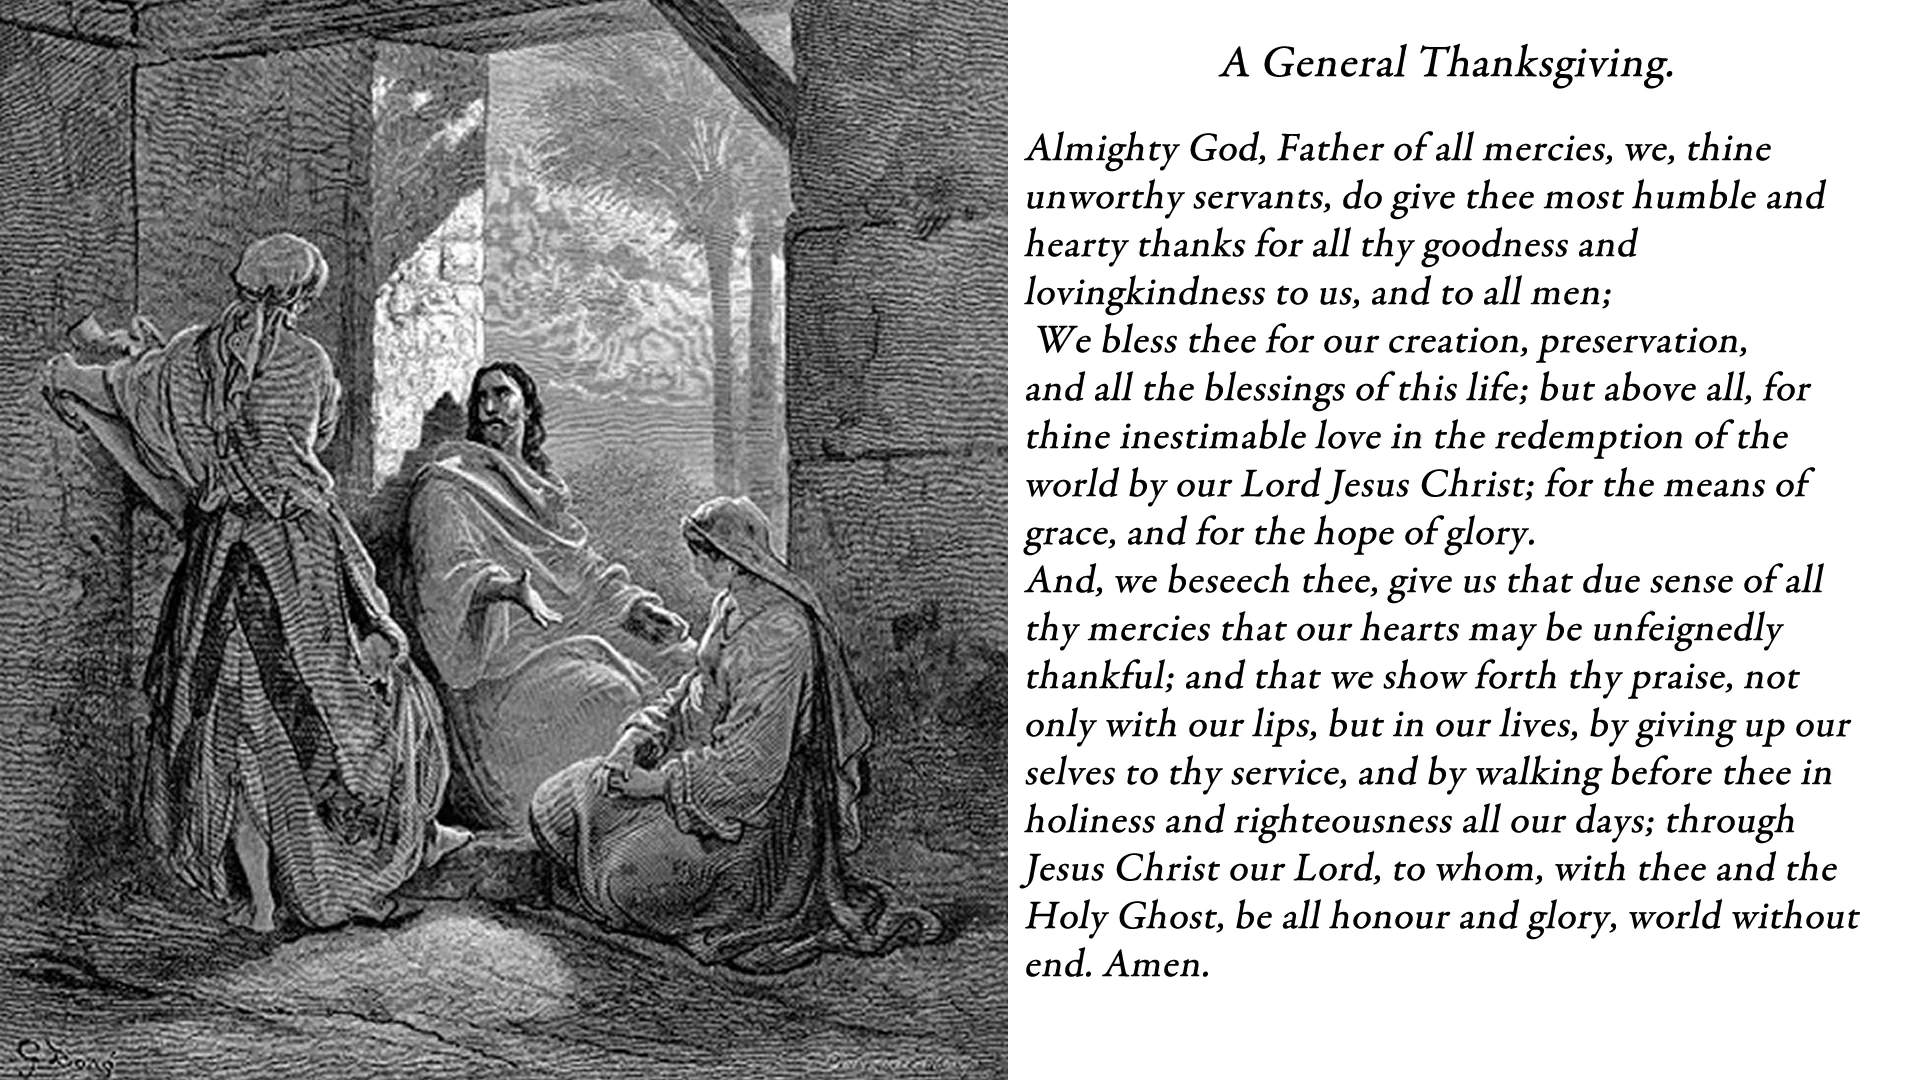 A General Thanksgiving.
Almighty God, Father of all mercies, we, thine
unworthy servants, do give thee most humble and
hearty thanks for all thy goodness and
lovingkindness to us, and to all men;
We bless thee for our creation, preservation,
and all the blessings of this life; but above all, for
thine inestimable love in the redemption of the
world by our Lord Jesus Christ; for the means of
grace, and for the hope of glory.
And, we beseech thee, give us that due sense of all
thy mercies that our hearts may be unfeignedly
thankful; and that we show forth thy praise, not
only with our lips, but in our lives, by giving up our
selves to thy service, and by walking before thee in
holiness and righteousness all our days; through
Jesus Christ our Lord, to whom, with thee and the
Holy Ghost, be all honour and glory, world without
end. Amen.
G Doré